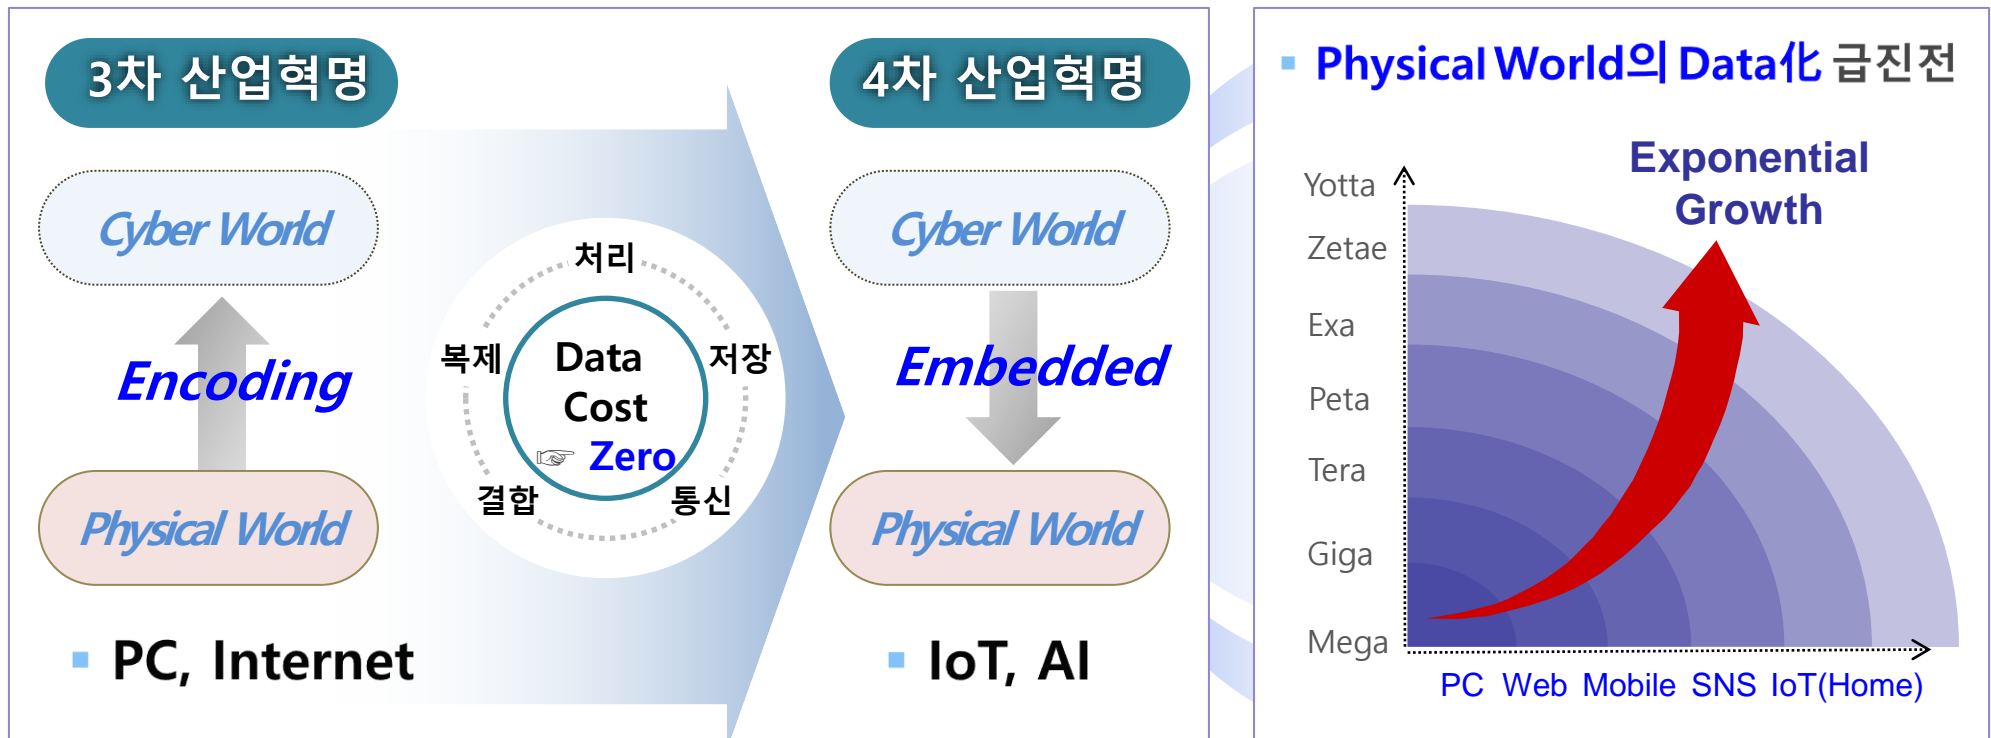 3차 산업혁명
Cyber World
Encoding
Physical World
▪ PC, Internet
처리
복제
저장
Data
Cost
☞ Zero
결합
통신
4차 산업혁명
Cyber World
Embedded
Physical World
▪ IoT, AI
▪ Physical World의 Data化 급진전
Exponential
Growth
Yotta
Zetae
Exa
Peta
Tera
Giga
Mega
PC Web Mobile SNS IoT(Home)